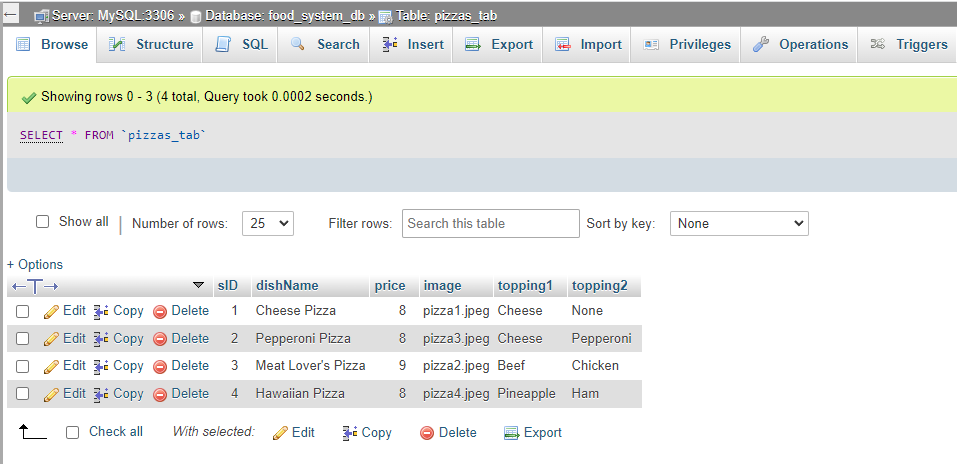 Server: MySQL:3306 » Database: food_system_db » Table: pizzas_tab
Browse Structure SQL Search Insert Export Import Privileges Operations Triggers
Showing rows 0 - 3 (4 total, Query took 0.0002 seconds.)
SELECT * FROM `pizzas_tab`
Show all | Number of rows: 25 Filter rows: Search this table Sort by key: None
+ Options
←T→ sID dishName price image topping1 topping2
Edit Copy Delete 1 Cheese Pizza 8 pizza1.jpeg Cheese None
Edit Copy Delete 2 Pepperoni Pizza 8 pizza3.jpeg Cheese Pepperoni
Edit Copy Delete 3 Meat Lover's Pizza 9 pizza2.jpeg Beef Chicken
Edit Copy Delete 4 Hawaiian Pizza 8 pizza4.jpeg Pineapple Ham
Check all With selected: Edit Copy Delete Export